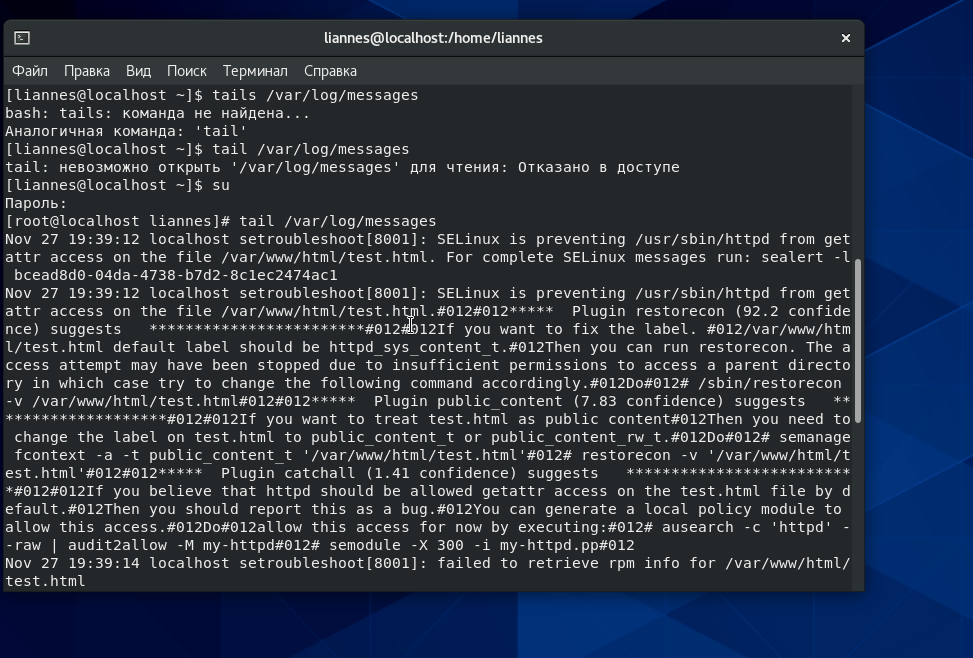 liannes@localhost:/home/liannes
Файл Правка Вид Поиск Терминал Справка
[liannes@localhost ~]$ tails /var/log/messages
bash: tails: команда не найдена...
Аналогичная команда: 'tail'
[liannes@localhost ~]$ tail /var/log/messages
tail: невозможно открыть '/var/log/messages' для чтения: Отказано в доступе
[liannes@localhost ~]$ su
Пароль:
[root@localhost liannes]# tail /var/log/messages
Nov 27 19:39:12 localhost setroubleshoot[8001]: SELinux is preventing /usr/sbin/httpd from get
attr access on the file /var/www/html/test.html. For complete SELinux messages run: sealert -l
 bcead8d0-04da-4738-b7d2-8c1ec2474ac1
Nov 27 19:39:12 localhost setroubleshoot[8001]: SELinux is preventing /usr/sbin/httpd from get
attr access on the file /var/www/html/test.html.#012#012*****  Plugin restorecon (92.2 confide
nce) suggests   ************************#012#012If you want to fix the label. #012/var/www/htm
l/test.html default label should be httpd_sys_content_t.#012Then you can run restorecon. The a
ccess attempt may have been stopped due to insufficient permissions to access a parent directo
ry in which case try to change the following command accordingly.#012Do#012# /sbin/restorecon
-v /var/www/html/test.html#012#012*****  Plugin public_content (7.83 confidence) suggests   **
******************#012#012If you want to treat test.html as public content#012Then you need to
 change the label on test.html to public_content_t or public_content_rw_t.#012Do#012# semanage
 fcontext -a -t public_content_t '/var/www/html/test.html'#012# restorecon -v '/var/www/html/t
est.html'#012#012*****  Plugin catchall (1.41 confidence) suggests   *************************
*#012#012If you believe that httpd should be allowed getattr access on the test.html file by d
efault.#012Then you should report this as a bug.#012You can generate a local policy module to
allow this access.#012Do#012allow this access for now by executing:#012# ausearch -c 'httpd' -
-raw | audit2allow -M my-httpd#012# semodule -X 300 -i my-httpd.pp#012
Nov 27 19:39:14 localhost setroubleshoot[8001]: failed to retrieve rpm info for /var/www/html/
test.html